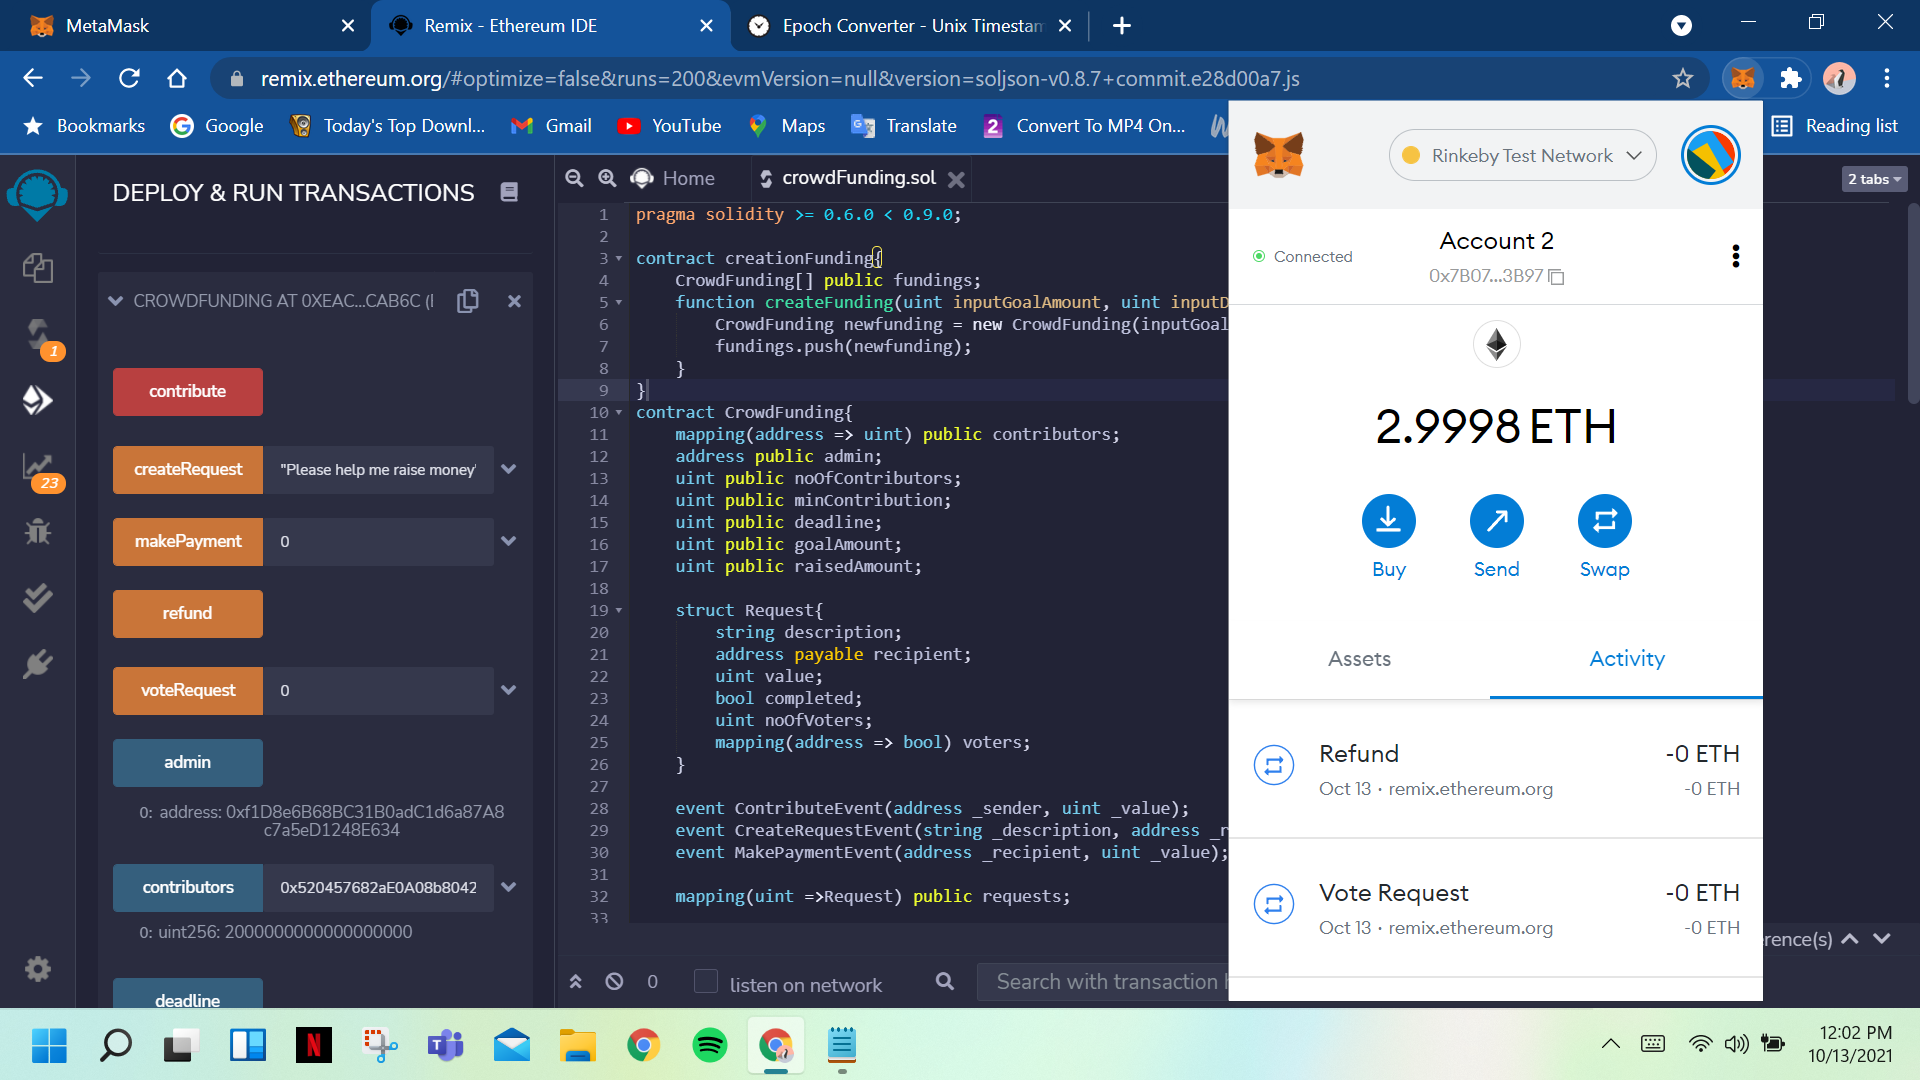 MetaMask
Remix - Ethereum IDE
Epoch Converter - Unix Timestam
remix.ethereum.org/#optimize=false&runs=200&evmVersion=null&version=soljson-v0.8.7+commit.e28d00a7.js
Bookmarks
Google
Today's Top Downl...
Gmail
YouTube
Maps
Translate
2
Convert To MP4 On...
Reading list
DEPLOY & RUN TRANSACTIONS
CROWDFUNDING AT 0XEAC...CAB6C (
contribute
createRequest
"Please help me raise money"
makePayment
0
refund
voteRequest
0
admin
0: address: 0xf1D8e6B68BC31B0adC1d6a87A8
c7a5eD1248E634
contributors
0x520457682aE0A08b8042
0: uint256: 2000000000000000000
deadline
1
23
Home
crowdFunding.sol
2 tabs
1 pragma solidity >= 0.6.0 < 0.9.0;
2
3 contract creationFunding{
4 CrowdFunding[] public fundings;
5 function createFunding(uint inputGoalAmount, uint inputD
6 CrowdFunding newfunding = new CrowdFunding(inputGoal
7 fundings.push(newfunding);
8 }
9 }
10 contract CrowdFunding{
11 mapping(address => uint) public contributors;
12 address public admin;
13 uint public noOfContributors;
14 uint public minContribution;
15 uint public deadline;
16 uint public goalAmount;
17 uint public raisedAmount;
18
19 struct Request{
20 string description;
21 address payable recipient;
22 uint value;
23 bool completed;
24 uint noOfVoters;
25 mapping(address => bool) voters;
26 }
27
28 event ContributeEvent(address _sender, uint _value);
29 event CreateRequestEvent(string _description, address _r
30 event MakePaymentEvent(address _recipient, uint _value);
31
32 mapping(uint =>Request) public requests;
33
0
listen on network
Search with transaction h
rence(s)
Rinkeby Test Network
Connected
Account 2
0x7B07...3B97
2.9998 ETH
Buy
Send
Swap
Assets
Activity
Refund
-0 ETH
Oct 13 · remix.ethereum.org
-0 ETH
Vote Request
-0 ETH
Oct 13 · remix.ethereum.org
-0 ETH
12:02 PM
10/13/2021